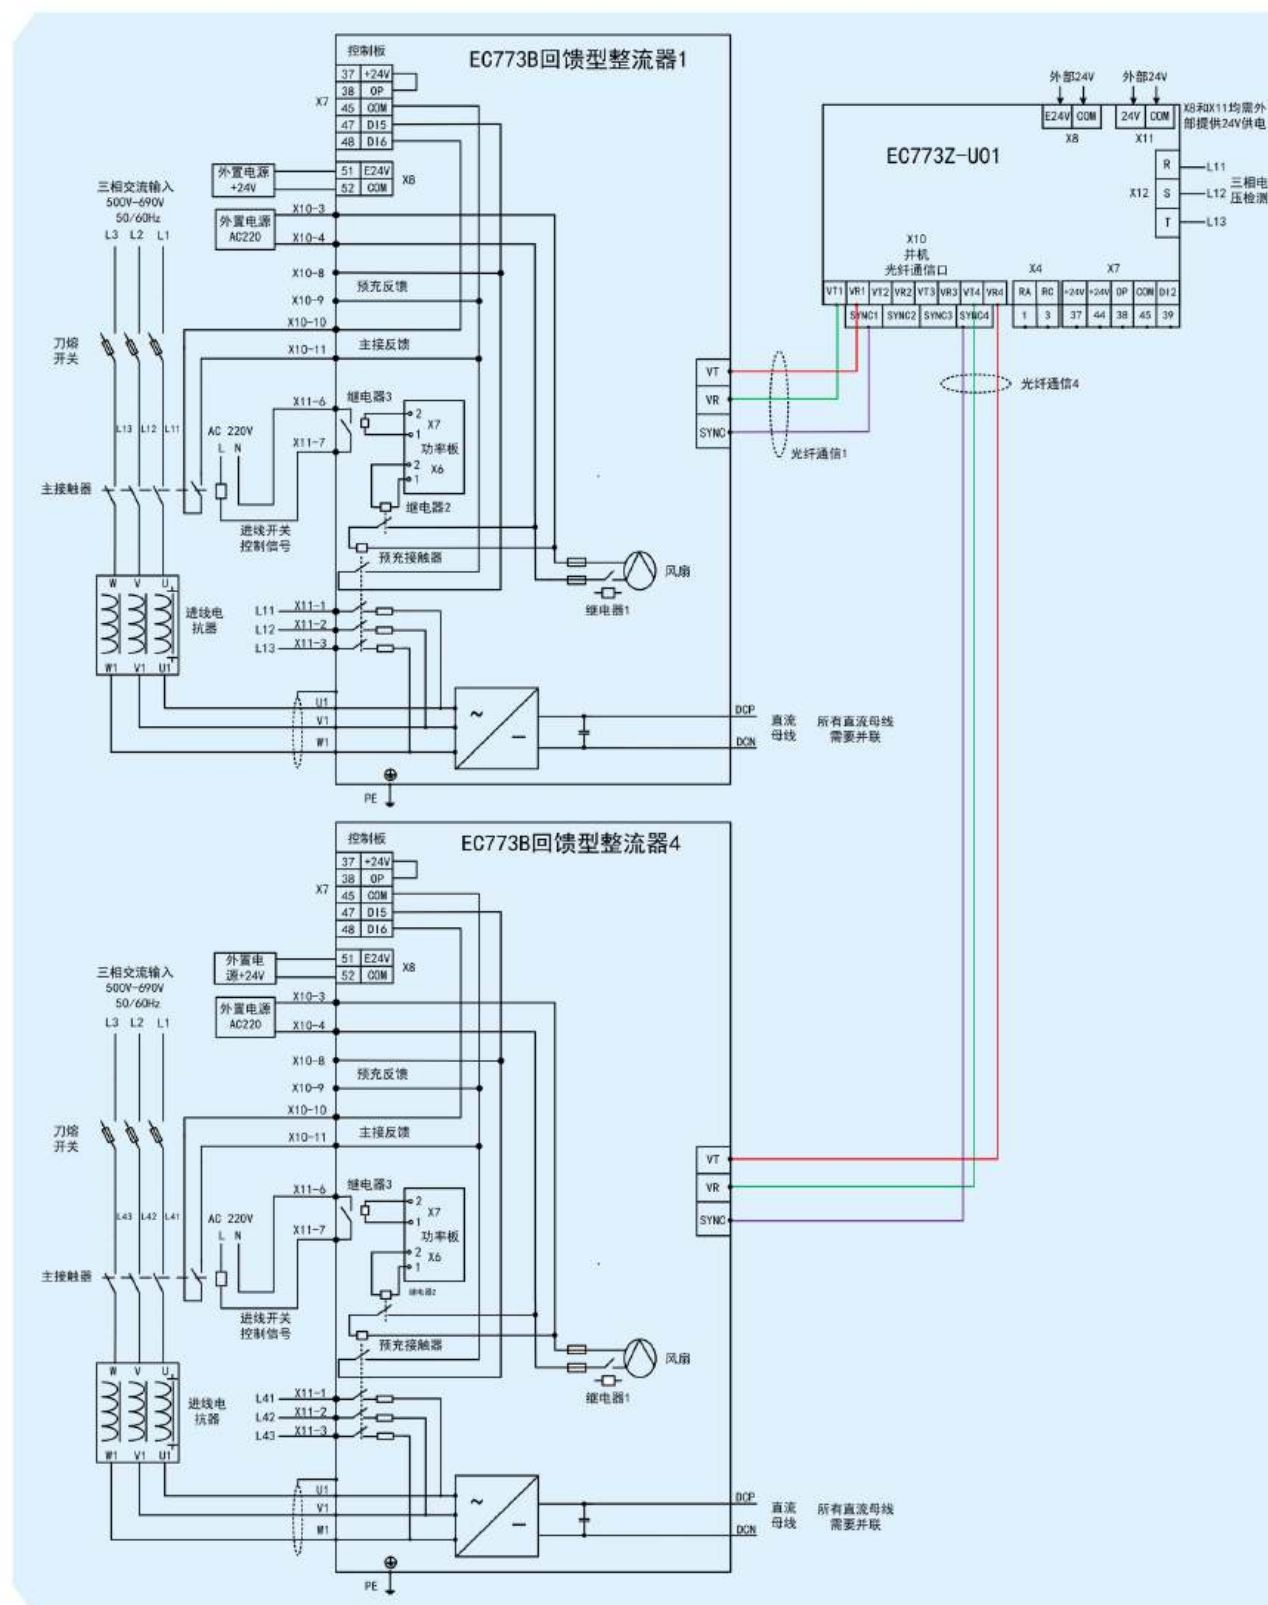 控制板
EC773B回馈型整流器1
37 +24V
38 OP
X7
45 COM
47 DI5
48 DI6
外置电源
+24V
51 E24V
52 COM
X8
三相交流输入
500V-690V
50/60Hz
L3 L2 L1
外置电源
AC220
X10-3
X10-4
X10-8
预充反馈
X10-9
X10-10
主接反馈
X10-11
刀熔
开关
X11-6
继电器3
2
X7
1
功率板
2
X6
1
L13 L12 L11
AC 220V
L N
X11-7
主接触器
继电器2
进线开关
控制信号
预充接触器
风扇
继电器1
W V U
进线电
抗器
W1 V1 U1
L11 X11-1
L12 X11-2
L13 X11-3
U1
V1
W1
~
—
DCP
DCN
直流
母线
所有直流母线
需要并联
PE
VT
VR
SYNC
光纤通信1
外部24V 外部24V
E24V COM
X8
24V COM
X11
X8和X11均需外
部提供24V供电
EC773Z-U01
R L11
X12 S L12
T L13
三相电
压检测
X10
并机
光纤通信口
X4 X7
VT1 VR1 VT2 VR2 VT3 VR3 VT4 VR4 RA RC +24V +24V OP COM DI2
SYNC1 SYNC2 SYNC3 SYNC4 1 3 37 44 38 45 39
光纤通信4
控制板
EC773B回馈型整流器4
37 +24V
38 OP
X7
45 COM
47 DI5
48 DI6
外置电
源+24V
51 E24V
52 COM
X8
三相交流输入
500V-690V
50/60Hz
L3 L2 L1
外置电源
AC220
X10-3
X10-4
X10-8
预充反馈
X10-9
X10-10
主接反馈
X10-11
刀熔
开关
X11-6
继电器3
2
X7
1
功率板
2
X6
1
L43 L42 L41
AC 220V
L N
X11-7
主接触器
继电器2
进线开关
控制信号
预充接触器
风扇
继电器1
W V U
进线电
抗器
W1 V1 U1
L41 X11-1
L42 X11-2
L43 X11-3
U1
V1
W1
~
—
DCP
DCN
直流
母线
所有直流母线
需要并联
PE
VT
VR
SYNC